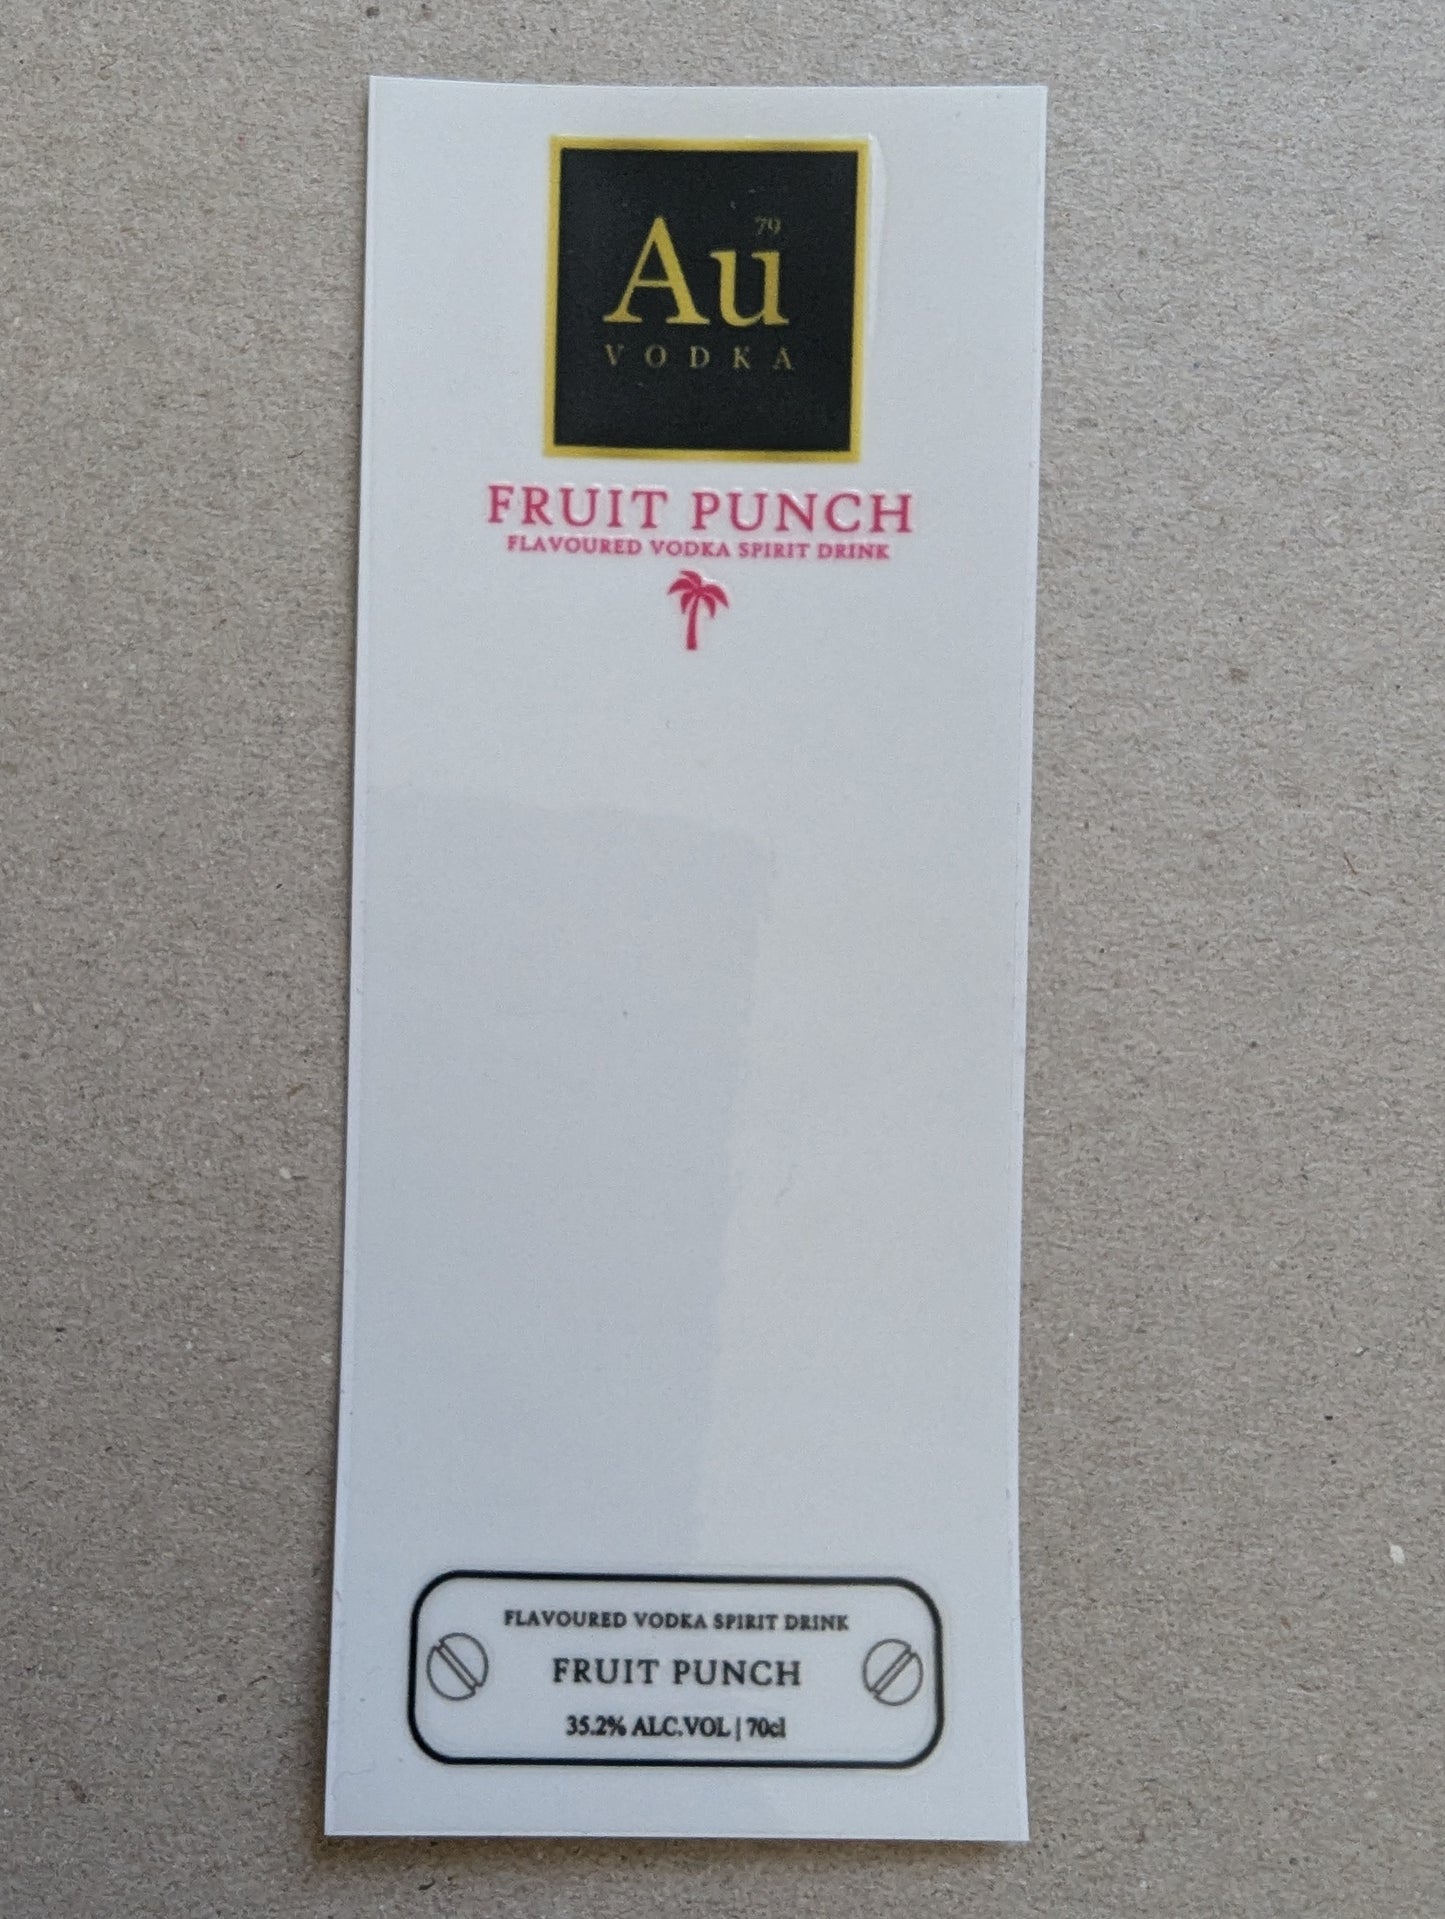 79
Au
VODKA
FRUIT PUNCH
FLAVOURED VODKA SPIRIT DRINK
FLAVOURED VODKA SPIRIT DRINK
FRUIT PUNCH
35.2% ALC.VOL | 70cl